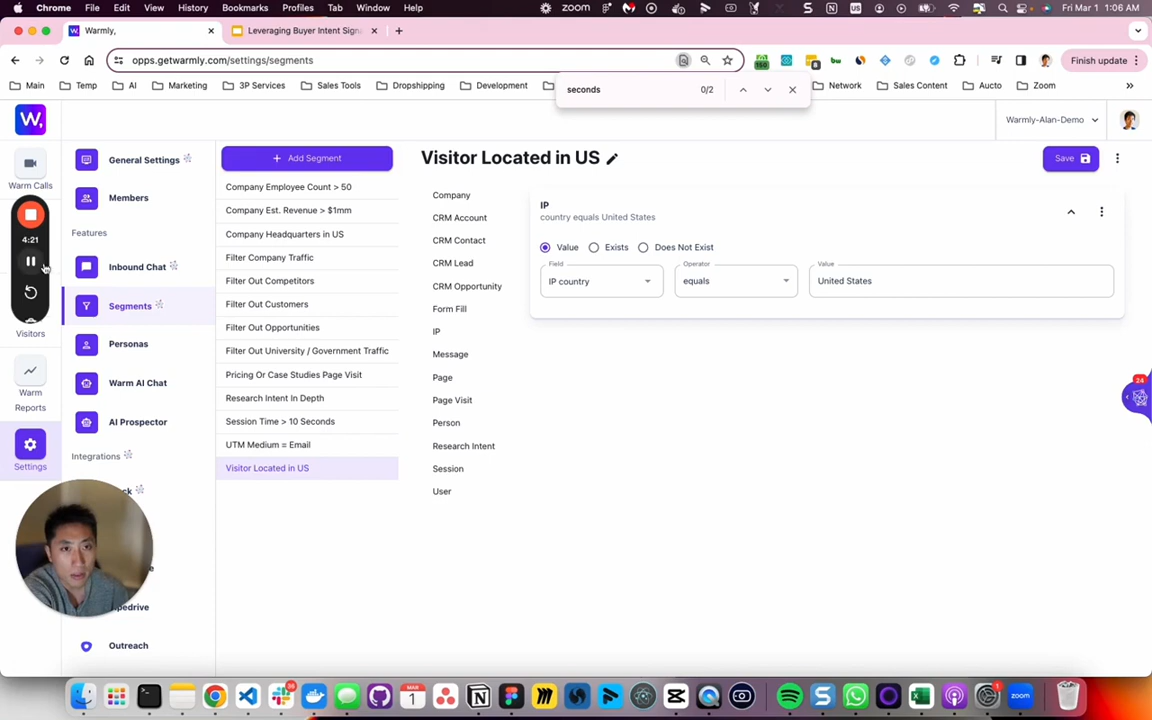 Chrome File Edit View History Bookmarks Profiles Tab Window Help
zoom
Fri Mar 1 1:06 AM
Warmly,
Leveraging Buyer Intent Sign
opps.getwarmly.com/settings/segments
150
Finish update
Main
Temp
AI
Marketing
3P Services
Sales Tools
Dropshipping
Development
Network
Sales Content
Auto
Zoom
seconds
0/2
W,
Warmly-Alan-Demo
Warm Calls
4:21
Visitors
Warm
Reports
Settings
General Settings
Members
Features
Inbound Chat
Segments
Personas
Warm AI Chat
AI Prospector
Integrations
Outreach
Add Segment
Company Employee Count > 50
Company Est. Revenue > $1mm
Company Headquarters in US
Filter Company Traffic
Filter Out Competitors
Filter Out Customers
Filter Out Opportunities
Filter Out University / Government Traffic
Pricing Or Case Studies Page Visit
Research Intent In Depth
Session Time > 10 Seconds
UTM Medium = Email
Visitor Located in US
Visitor Located in US
Save
Company
CRM Account
CRM Contact
CRM Lead
CRM Opportunity
Form Fill
IP
Message
Page
Page Visit
Person
Research Intent
Session
User
IP
country equals United States
Value
Exists
Does Not Exist
Field
IP country
Operator
equals
Value
United States
24
zoom